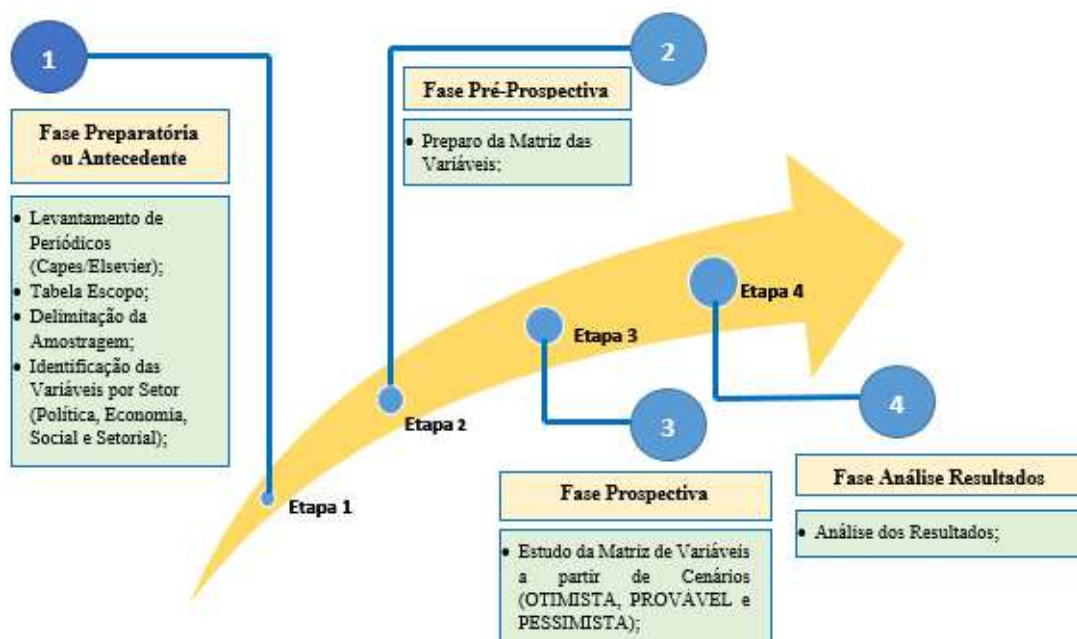 1
Fase Preparatória
ou Antecedente
• Levantamento de
Periódicos
(Capes/Elsevier);
• Tabela Escopo;
• Delimitação da
Amostragem;
• Identificação das
Variáveis por Setor
(Política, Economia,
Social e Setorial);
Etapa 1
2
Fase Pré-Prospectiva
• Preparo da Matriz das
Variáveis;
Etapa 2
Etapa 3
3
Fase Prospectiva
• Estudo da Matriz de Variáveis
a partir de Cenários
(OTIMISTA, PROVÁVEL e
PESSIMISTA);
Etapa 4
4
Fase Análise Resultados
• Análise dos Resultados;